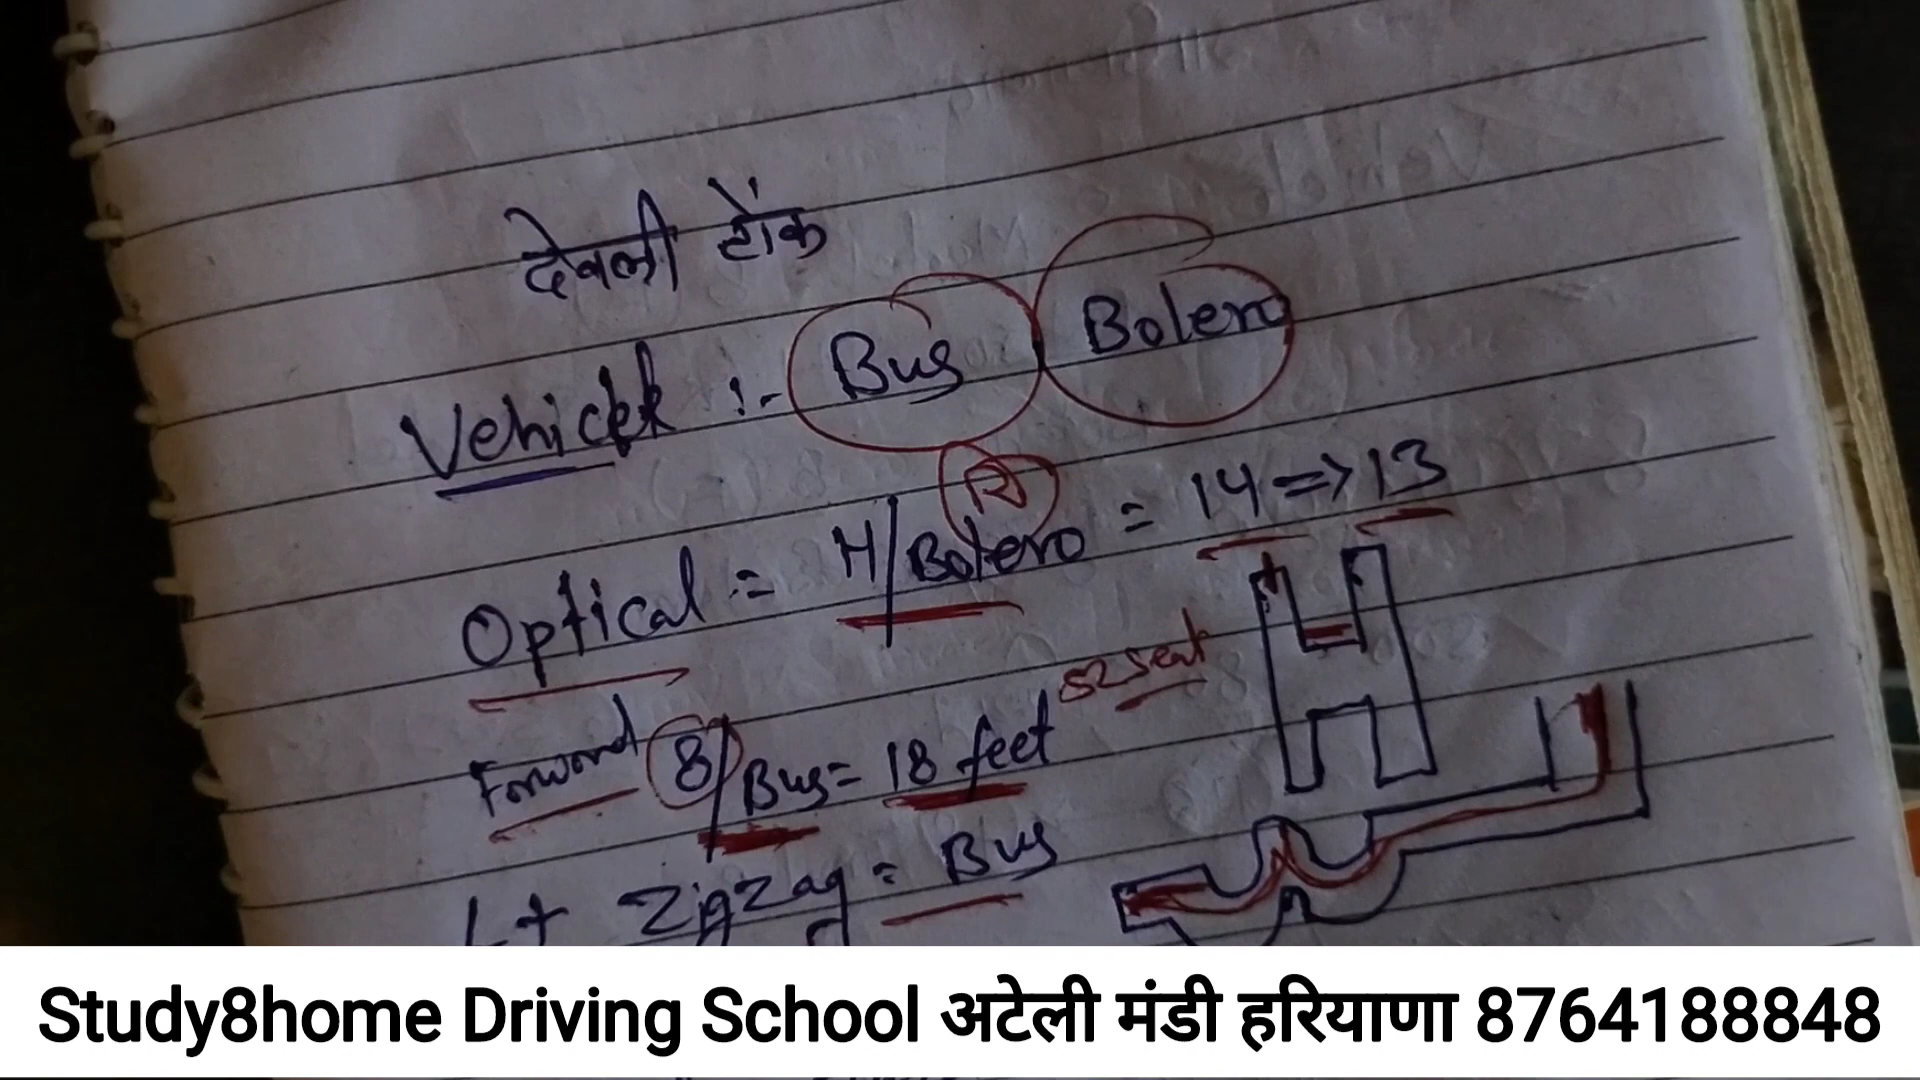 देवली टोंक
Vehicle :- Bus Bolero
Optical := H/Bolero = 14 => 13
52 seat
Forword 8/Bus= 18 feet
L+ Zigzag = Bus
Study8home Driving School अटेली मंडी हरियाणा 8764188848